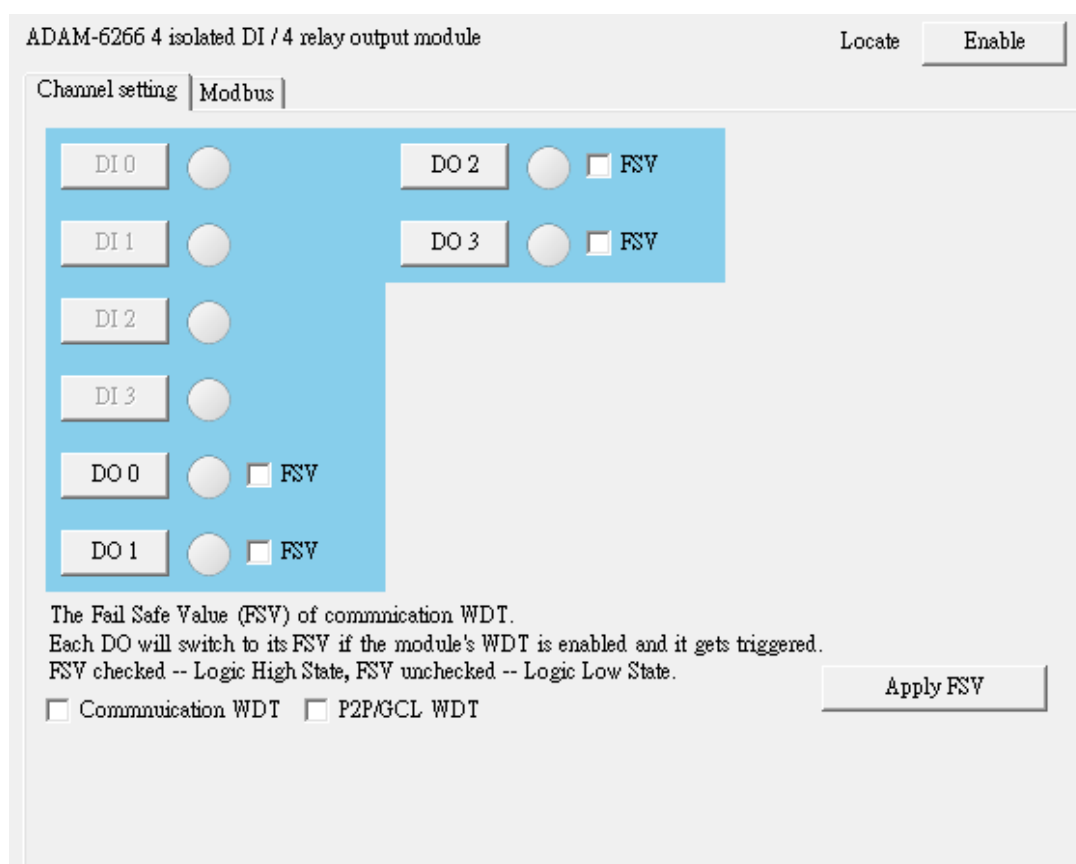 ADAM-6266 4 isolated DI / 4 relay output module
Locate
Enable
Channel setting
Modbus
DI 0
DO 2
FSV
DI 1
DO 3
FSV
DI 2
DI 3
DO 0
FSV
DO 1
FSV
The Fail Safe Value (FSV) of commnication WDT.
Each DO will switch to its FSV if the module's WDT is enabled and it gets triggered.
FSV checked -- Logic High State, FSV unchecked -- Logic Low State.
Apply FSV
Commnuication WDT
P2P/GCL WDT